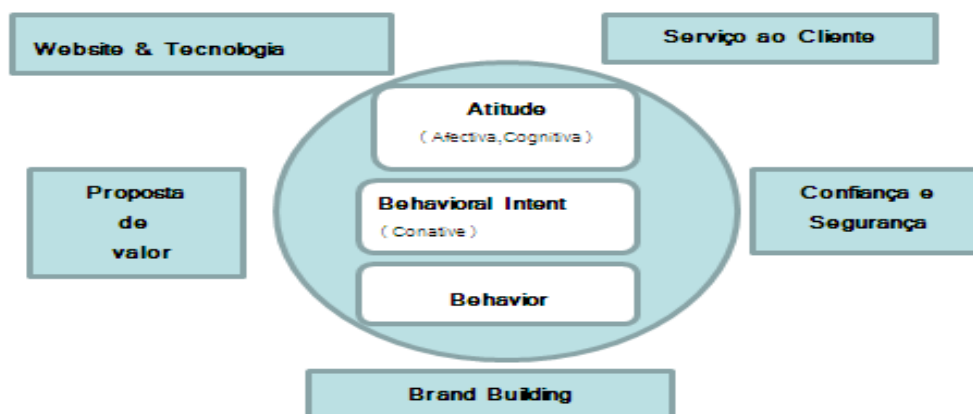 Website & Tecnologia
Serviço ao Cliente
Atitude
(Afectiva,Cognitiva)
Proposta
de
valor
Behavioral Intent
(Conative)
Confiança e
Segurança
Behavior
Brand Building